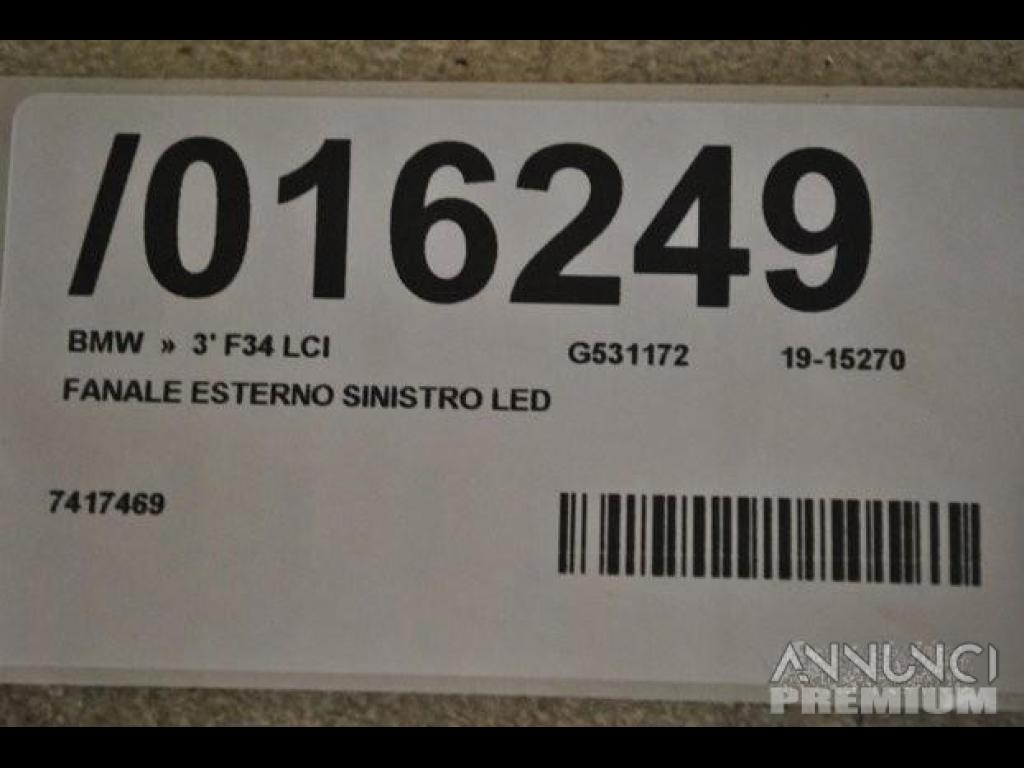 /016249
BMW » 3' F34 LCI G531172 19-15270
FANALE ESTERNO SINISTRO LED
7417469
ANNUNCI
PREMIUM